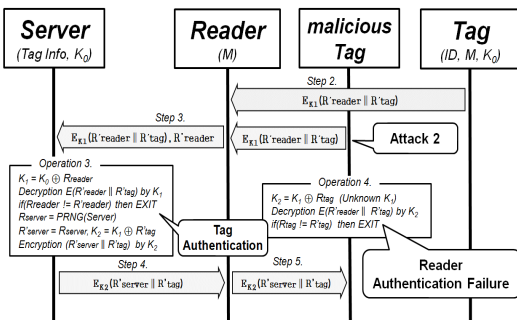 Server
(Tag Info, K0)
Reader
(M)
malicious
Tag
Tag
(ID, M, K0)
Step 2.
EK1(R'reader ∥ R'tag)
Step 3.
EK1(R'reader ∥ R'tag), R'reader
EK1(R'reader ∥ R'tag)
Attack 2
Operation 3.
K1 = K0 ⊕ Rreader
Decryption E(R'reader ∥ R'tag) by K1
if(Rreader != R'reader) then EXIT
Rserver = PRNG(Server)
R'server = Rserver, K2 = K1 ⊕ R'tag
Encryption (R'server ∥ R'tag) by K2
Tag
Authentication
Operation 4.
K2 = K1 ⊕ Rtag (Unknown K1)
Decryption E(R'reader ∥ R'tag) by K2
if(Rtag != R'tag) then EXIT
Reader
Authentication Failure
Step 4.
EK2(R'server ∥ R'tag)
Step 5.
EK2(R'server ∥ R'tag)